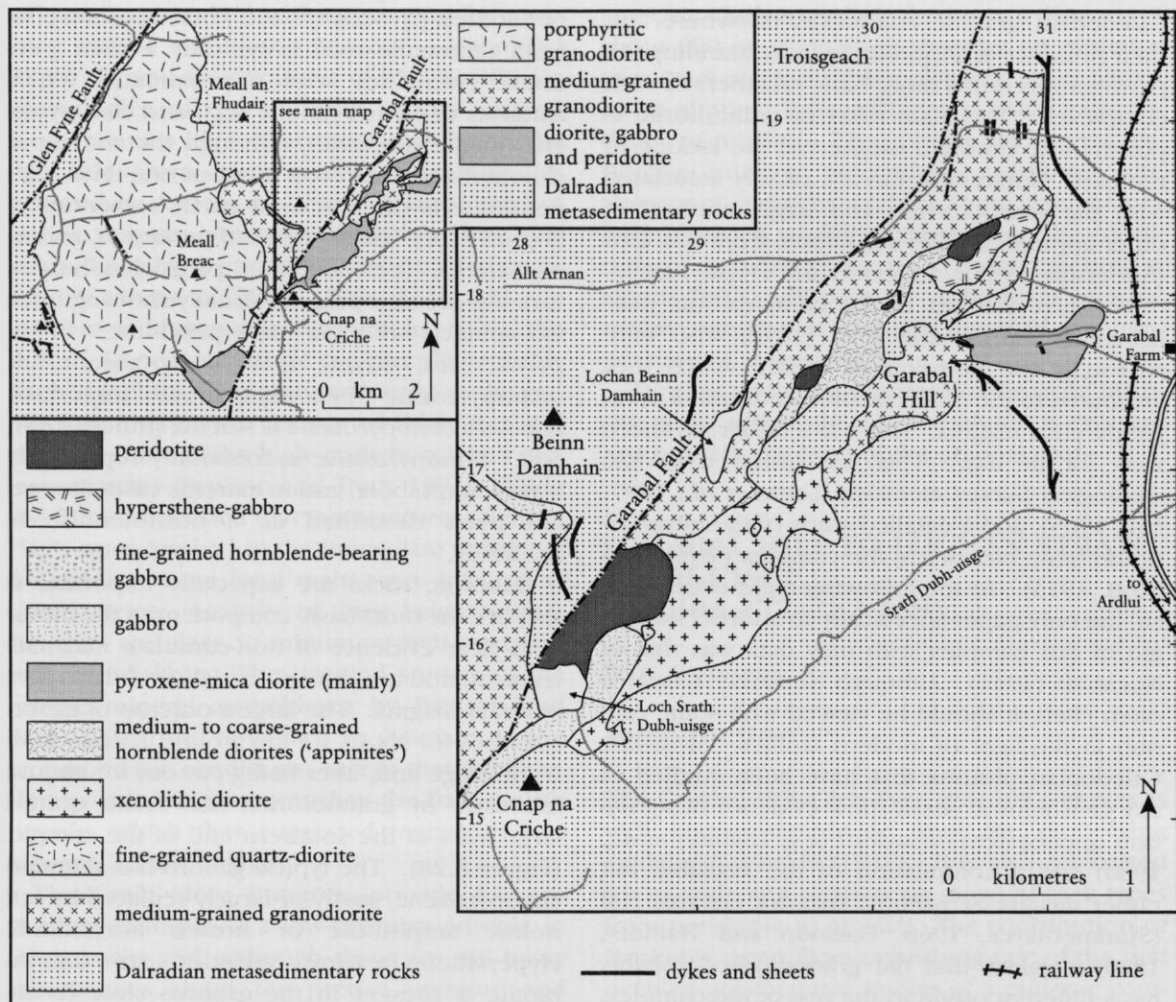 Glen Fyne Fault
Meall an
Fhudair
Garabal Fault
see main map
Meall
Breac
Cnap na
Criche
N
0 km 2
porphyritic
granodiorite
medium-grained
granodiorite
diorite, gabbro
and peridotite
Dalradian
metasedimentary rocks
28
29
30
31
Troisgeach
19
Allt Arnan
18
Garabal
Farm
Lochan Beinn
Damhain
Garabal
Hill
Beinn
Damhain
17
Garabal Fault
Srath Dubh-uisge
to
Ardlui
16
Loch Srath
Dubh-uisge
Cnap na
Criche
15
N
0 kilometres 1
peridotite
hypersthene-gabbro
fine-grained hornblende-bearing
gabbro
gabbro
pyroxene-mica diorite (mainly)
medium- to coarse-grained
hornblende diorites (‘appinites’)
xenolithic diorite
fine-grained quartz-diorite
medium-grained granodiorite
Dalradian metasedimentary rocks
dykes and sheets
railway line